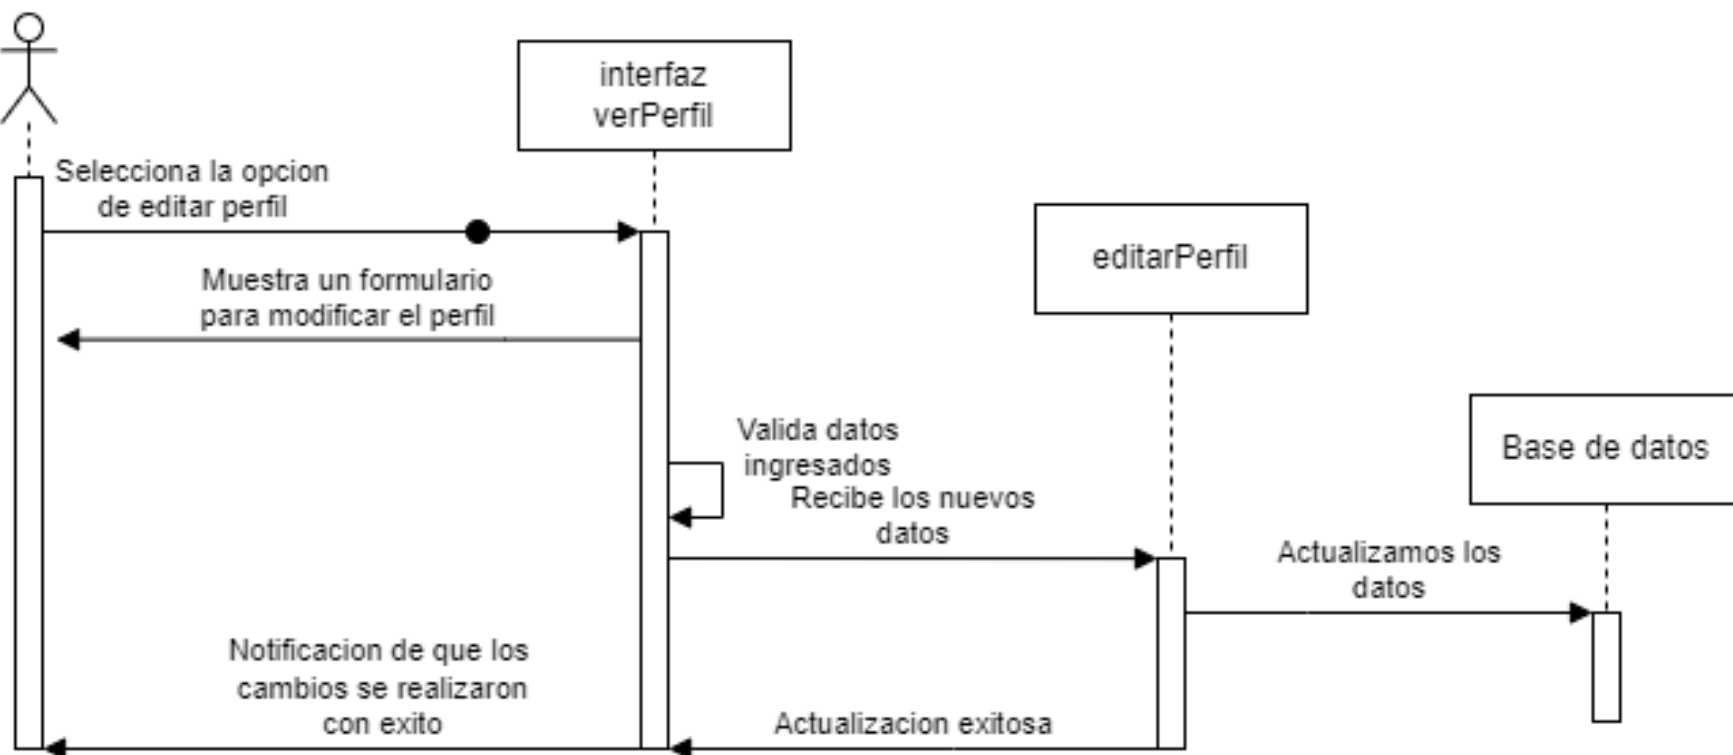 interfaz
verPerfil
Selecciona la opcion
de editar perfil
editarPerfil
Muestra un formulario
para modificar el perfil
Valida datos
ingresados
Base de datos
Recibe los nuevos
datos
Actualizamos los
datos
Notificacion de que los
cambios se realizaron
con exito
Actualizacion exitosa